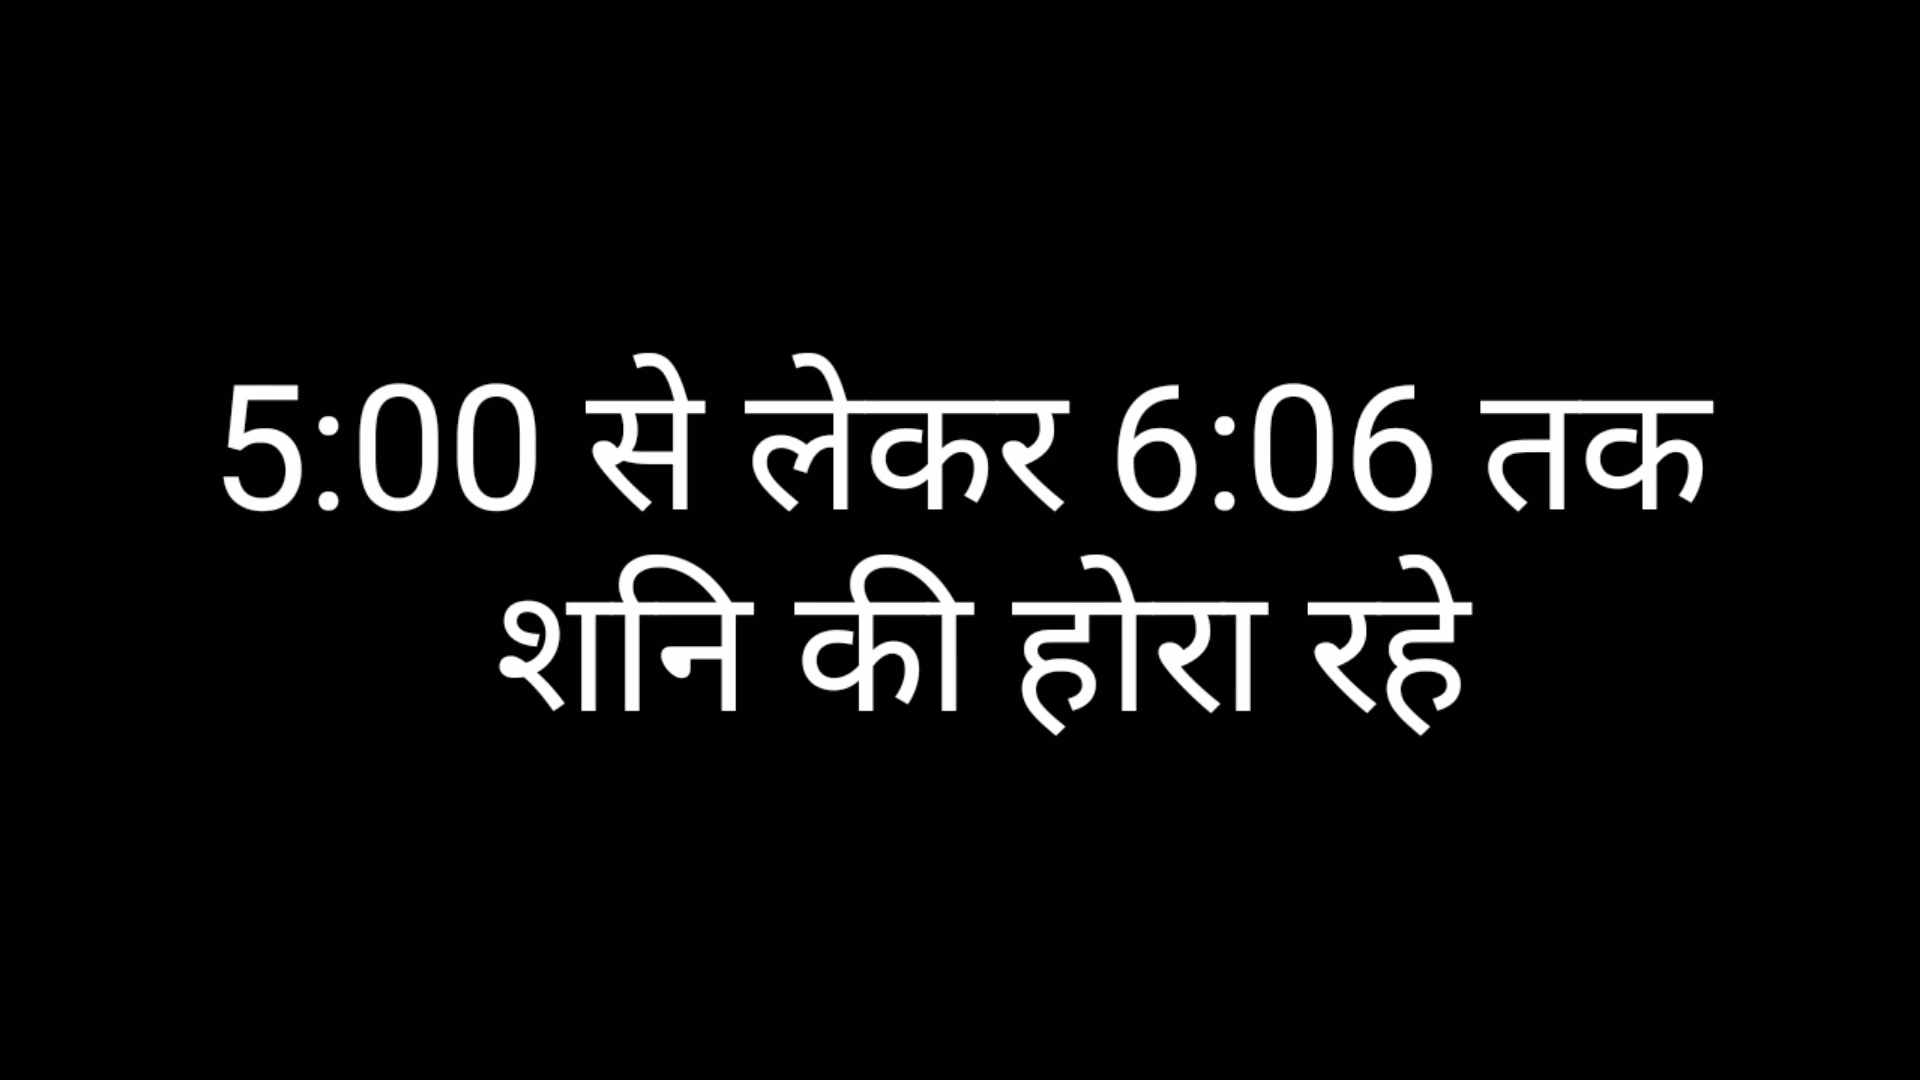 5:00 से लेकर 6:06 तक
शनि की होरा रहे